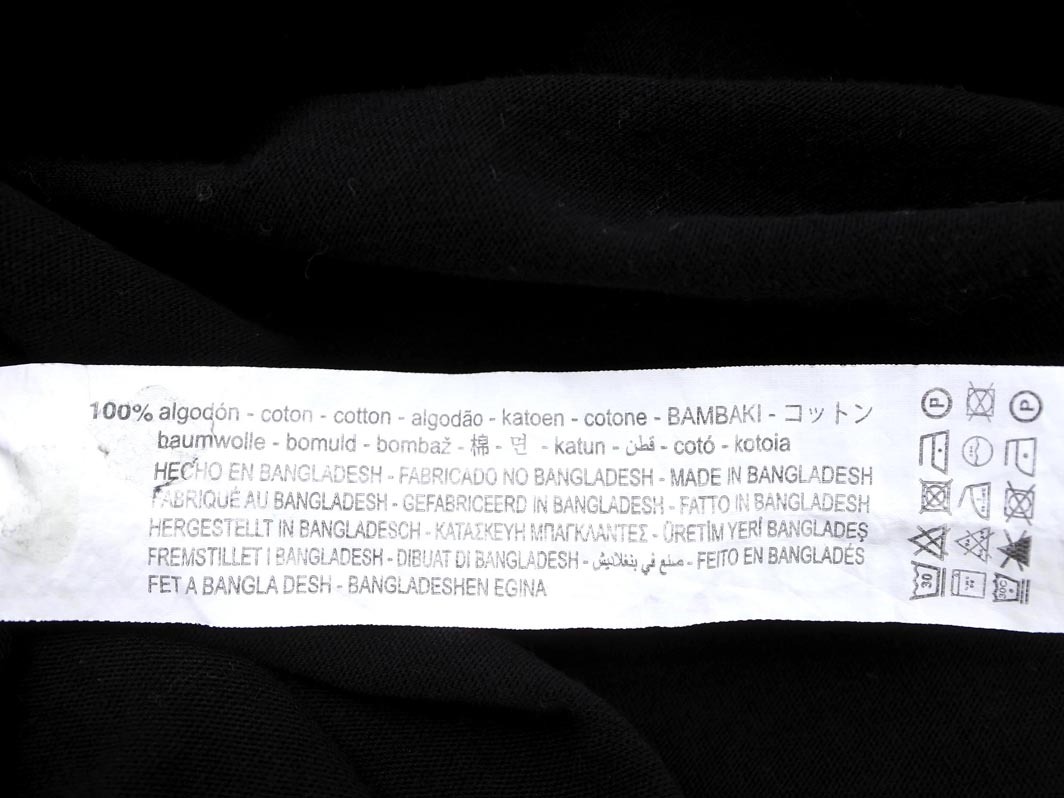 100% algodón - coton - cotton - algodão - katoen - cotone - BAMBAKI - コットン
baumwolle - bomuld - bombaž - 棉 - 면 - katun - قطن - cotó - kotoia
HECHO EN BANGLADESH - FABRICADO NO BANGLADESH - MADE IN BANGLADESH
FABRIQUÉ AU BANGLADESH - GEFABRICEERD IN BANGLADESH - FATTO IN BANGLADESH
HERGESTELLT IN BANGLADESCH - ΚΑΤΑΣΚΕΥΗ ΜΠΑΓΚΛΑΝΤΕΣ - ÜRETİM YERİ BANGLADEŞ
FREMSTILLET I BANGLADESH - DIBUAT DI BANGLADESH - صنع في بنغلاديش - FEITO EN BANGLADÉS
FET A BANGLA DESH - BANGLADESHEN EGINA
P P
30 30C